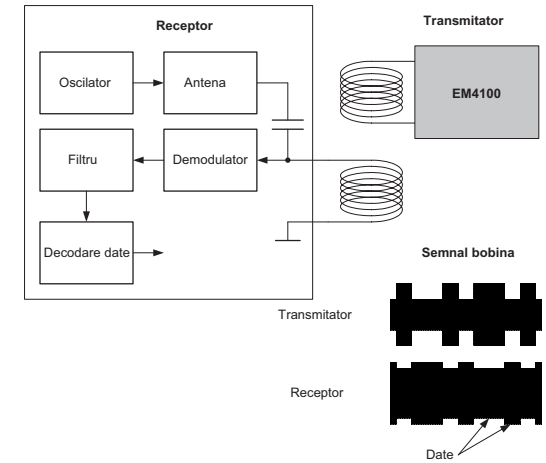 Receptor
Transmitator
Oscilator
Antena
EM4100
Filtru
Demodulator
Decodare date
Semnal bobina
Transmitator
Receptor
Date